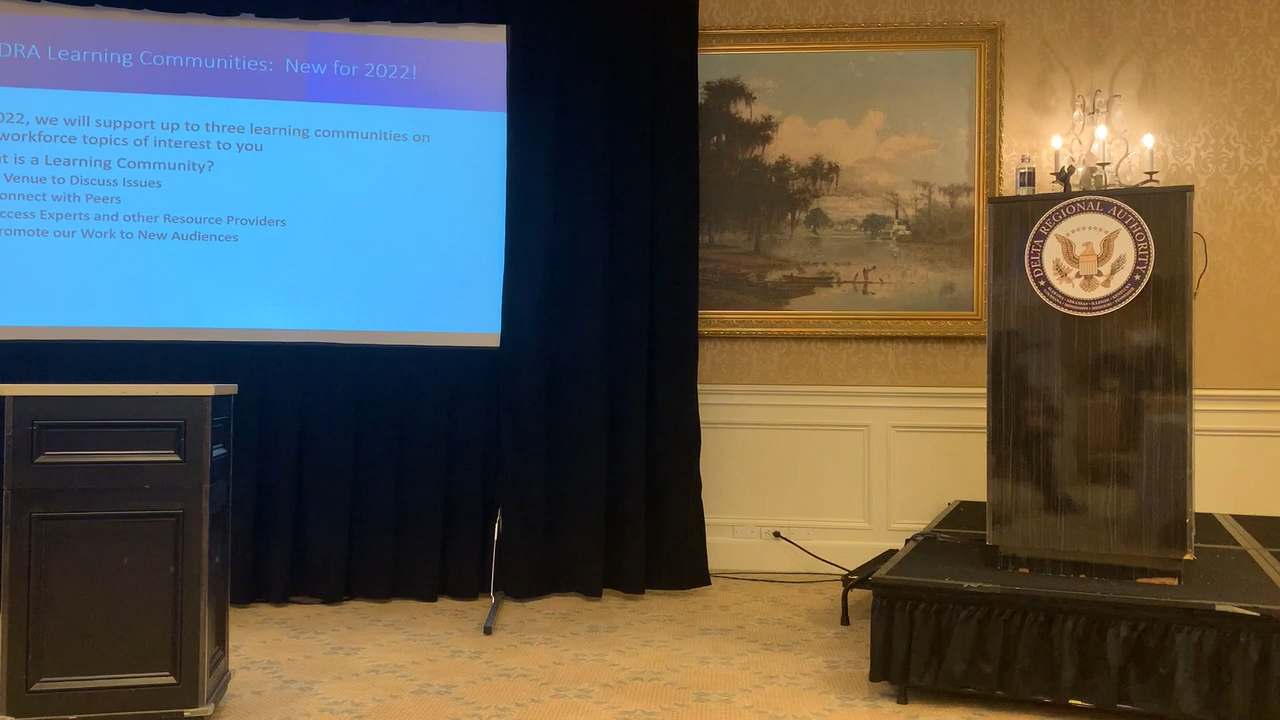 DRA Learning Communities: New for 2022!
022, we will support up to three learning communities on
workforce topics of interest to you
t is a Learning Community?
Venue to Discuss Issues
onnect with Peers
ccess Experts and other Resource Providers
romote our Work to New Audiences
DELTA REGIONAL AUTHORITY